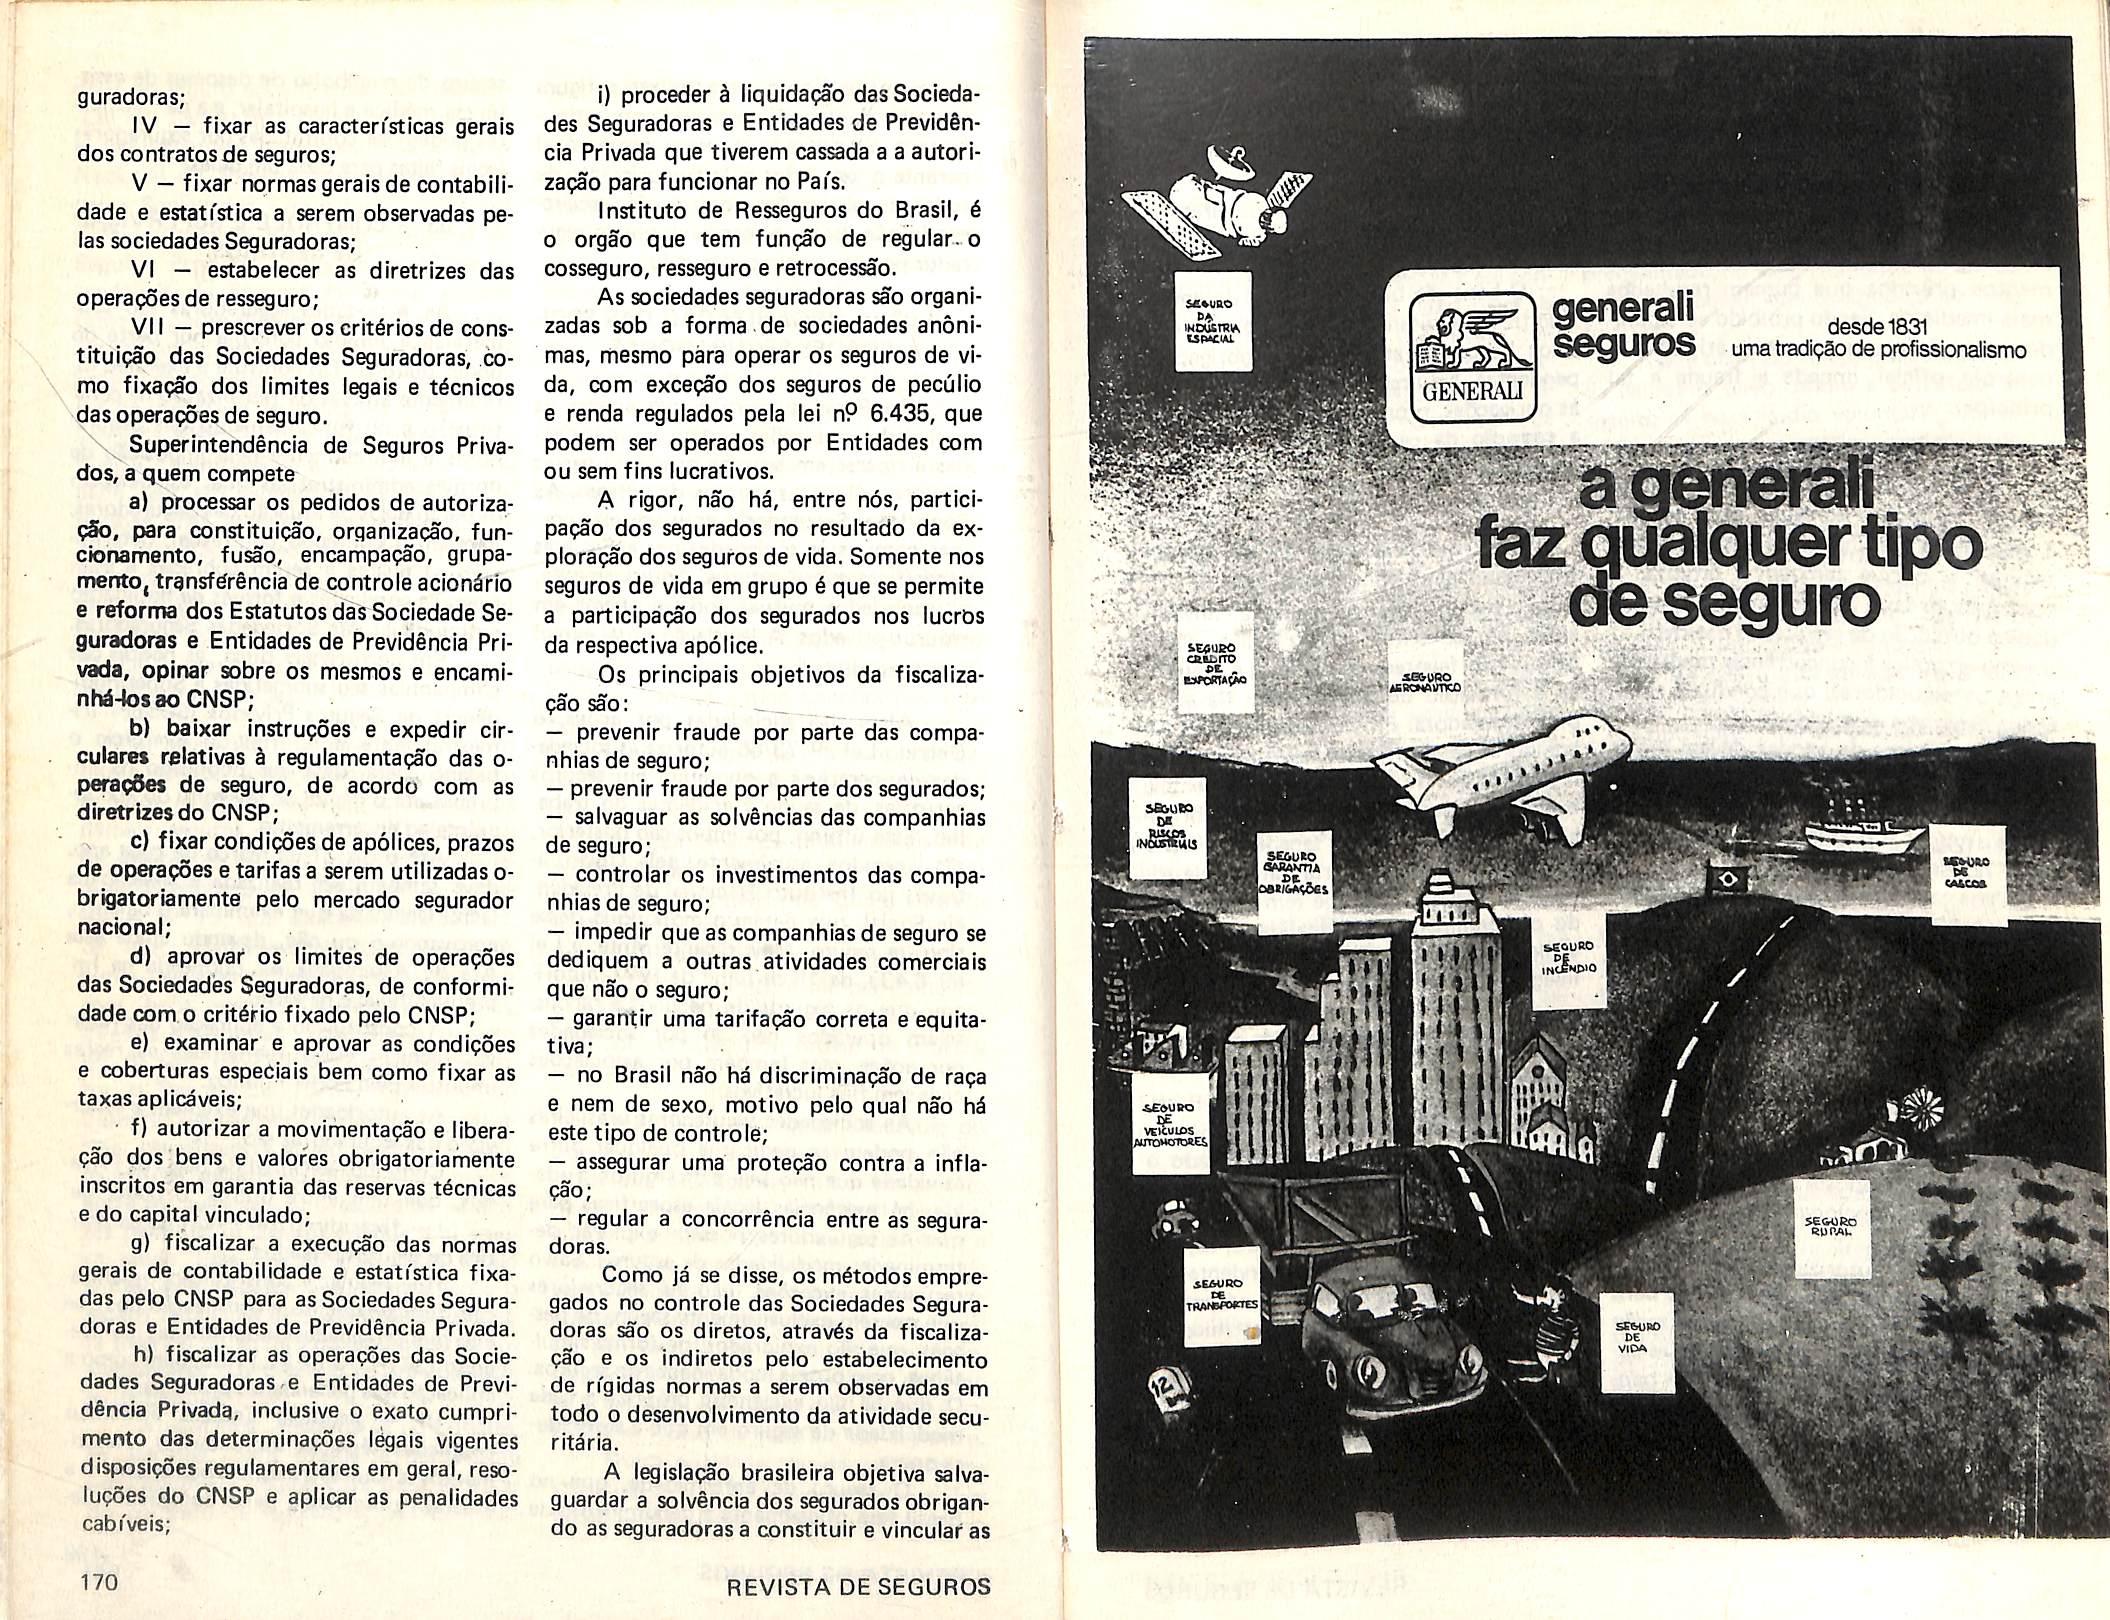 guradoras;
IV — fixar as características gerais
dos contratos de seguros;
V — fixar normas gerais de contabili-
dade e estatística a serem observadas pe-
las sociedades Seguradoras;
VI — estabelecer as diretrizes das
operações de resseguro;
VII — prescrever os critérios de cons-
tituição das Sociedades Seguradoras, co-
mo fixação dos limites legais e técnicos
das operações de seguro.
Superintendência de Seguros Priva-
dos, a quem compete
a) processar os pedidos de autoriza-
ção, para constituição, organização, fun-
cionamento, fusão, encampação, grupa-
mento, transferência de controle acionário
e reforma dos Estatutos das Sociedade Se-
guradoras e Entidades de Previdência Pri-
vada, opinar sobre os mesmos e encami-
nhá-los ao CNSP;
b) baixar instruções e expedir cir-
culares relativas à regulamentação das o-
perações de seguro, de acordo com as
diretrizes do CNSP;
c) fixar condições de apólices, prazos
de operações e tarifas a serem utilizadas o-
brigatoriamente pelo mercado segurador
nacional;
d) aprovar os limites de operações
das Sociedades Seguradoras, de conformi-
dade com o critério fixado pelo CNSP;
e) examinar e aprovar as condições
e coberturas especiais bem como fixar as
taxas aplicáveis;
f) autorizar a movimentação e libera-
ção dos bens e valores obrigatoriamente
inscritos em garantia das reservas técnicas
e do capital vinculado;
g) fiscalizar a execução das normas
gerais de contabilidade e estatística fixa-
das pelo CNSP para as Sociedades Segura-
doras e Entidades de Previdência Privada.
h) fiscalizar as operações das Socie-
dades Seguradoras e Entidades de Previ-
dência Privada, inclusive o exato cumpri-
mento das determinações légais vigentes
disposições regulamentares em geral, reso-
luções do CNSP e aplicar as penalidades
cabíveis;
170
i) proceder à liquidação das Socieda-
des Seguradoras e Entidades de Previdên-
cia Privada que tiverem cassada a a autori-
zação para funcionar no País.
Instituto de Resseguros do Brasil, é
o orgão que tem função de regular o
cosseguro, resseguro e retrocessão.
As sociedades seguradoras são organi-
zadas sob a forma de sociedades anôni-
mas, mesmo para operar os seguros de vi-
da, com exceção dos seguros de pecúlio
e renda regulados pela lei nº 6.435, que
podem ser operados por Entidades com
ou sem fins lucrativos.
A rigor, não há, entre nós, partici-
pação dos segurados no resultado da ex-
ploração dos seguros de vida. Somente nos
seguros de vida em grupo é que se permite
a participação dos segurados nos lucros
da respectiva apólice.
Os principais objetivos da fiscaliza-
ção são:
— prevenir fraude por parte das compa-
nhias de seguro;
— prevenir fraude por parte dos segurados;
— salvaguar as solvências das companhias
de seguro;
— controlar os investimentos das compa-
nhias de seguro;
— impedir que as companhias de seguro se
dediquem a outras atividades comerciais
que não o seguro;
— garantir uma tarifação correta e equita-
tiva;
— no Brasil não há discriminação de raça
e nem de sexo, motivo pelo qual não há
este tipo de controle;
— assegurar uma proteção contra a infla-
ção;
— regular a concorrência entre as segura-
doras.
Como já se disse, os métodos empre-
gados no controle das Sociedades Segura-
doras são os diretos, através da fiscaliza-
ção e os indiretos pelo estabelecimento
de rígidas normas a serem observadas em
todo o desenvolvimento da atividade secu-
ritária.
A legislação brasileira objetiva salva-
guardar a solvência dos segurados obrigan-
do as seguradoras a constituir e vincular as
REVISTA DE SEGUROS
SEGURO
DA
INDÚSTRIA
ESPACIAL
GENERALI
generali
seguros
desde 1831
uma tradição de profissionalismo
a generali
faz qualquer tipo
de seguro
SEGURO
CREDITO
DE
EXPORTAÇÃO
SEGURO
AERONAUTICO
SEGURO
DE
RISCOS
INDUSTRIAIS
SEGURO
GARANTIA
DE
OBRIGAÇÕES
SEGURO
DE
CASCOS
SEGURO
DE
INCÊNDIO
SEGURO
DE
VEICULOS
AUTOMOTORES
SEGURO
RURAL
SEGURO
DE
TRANSPORTES
SEGURO
DE
VIDA
12